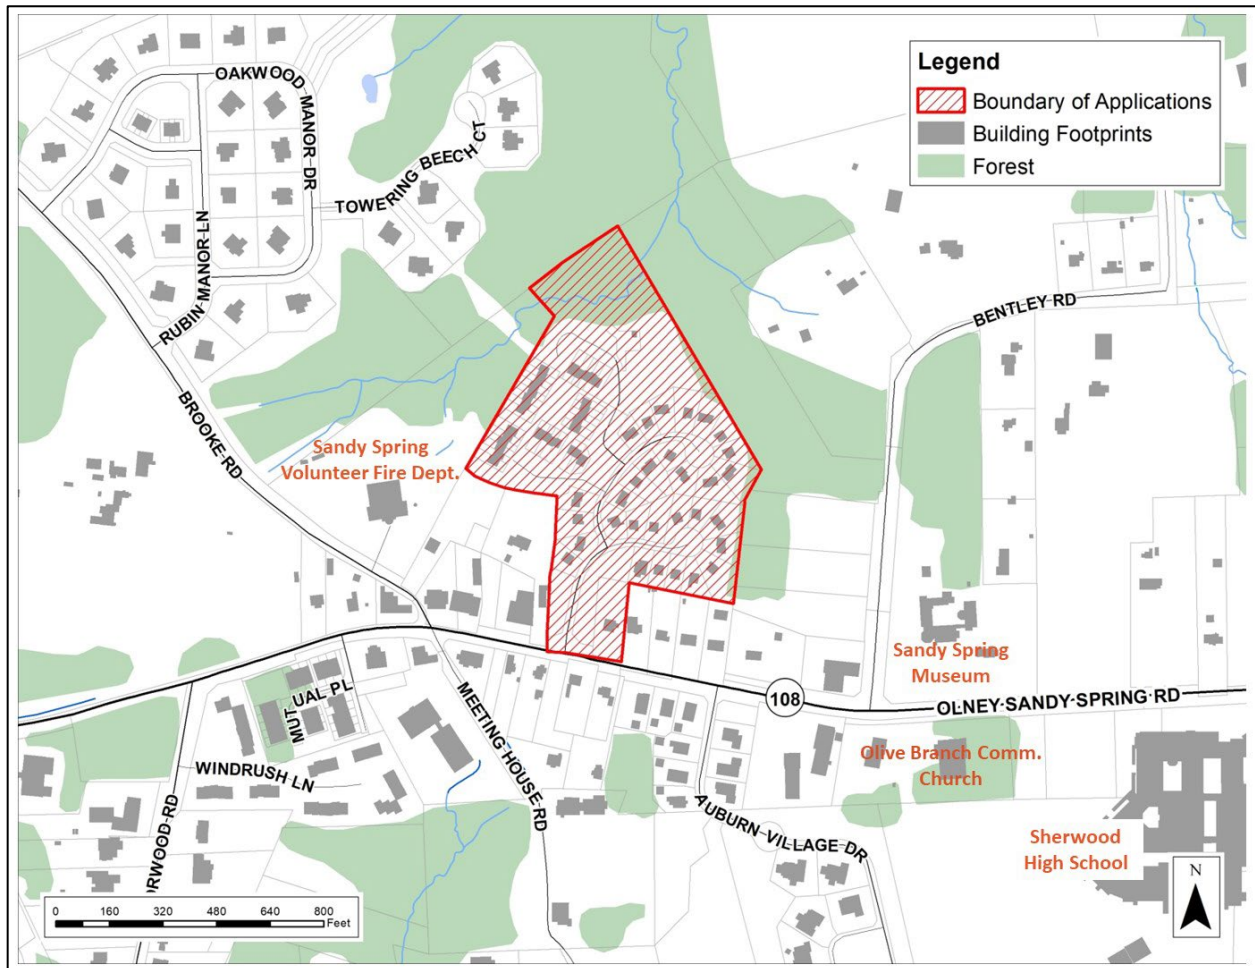 OAKWOOD MANOR DR
Legend
Boundary of Applications
Building Footprints
Forest
TOWERING BEECH CT
RUBIN MANOR LN
BENTLEY RD
BROOKE RD
Sandy Spring
Volunteer Fire Dept.
Sandy Spring
Museum
108
OLNEY SANDY SPRING RD
MUTUAL PL
MEETING HOUSE RD
WINDRUSH LN
Olive Branch Comm.
Church
AUBURN VILLAGE DR
Sherwood
High School
ORWOOD RD
N
0 160 320 480 640 800
Feet